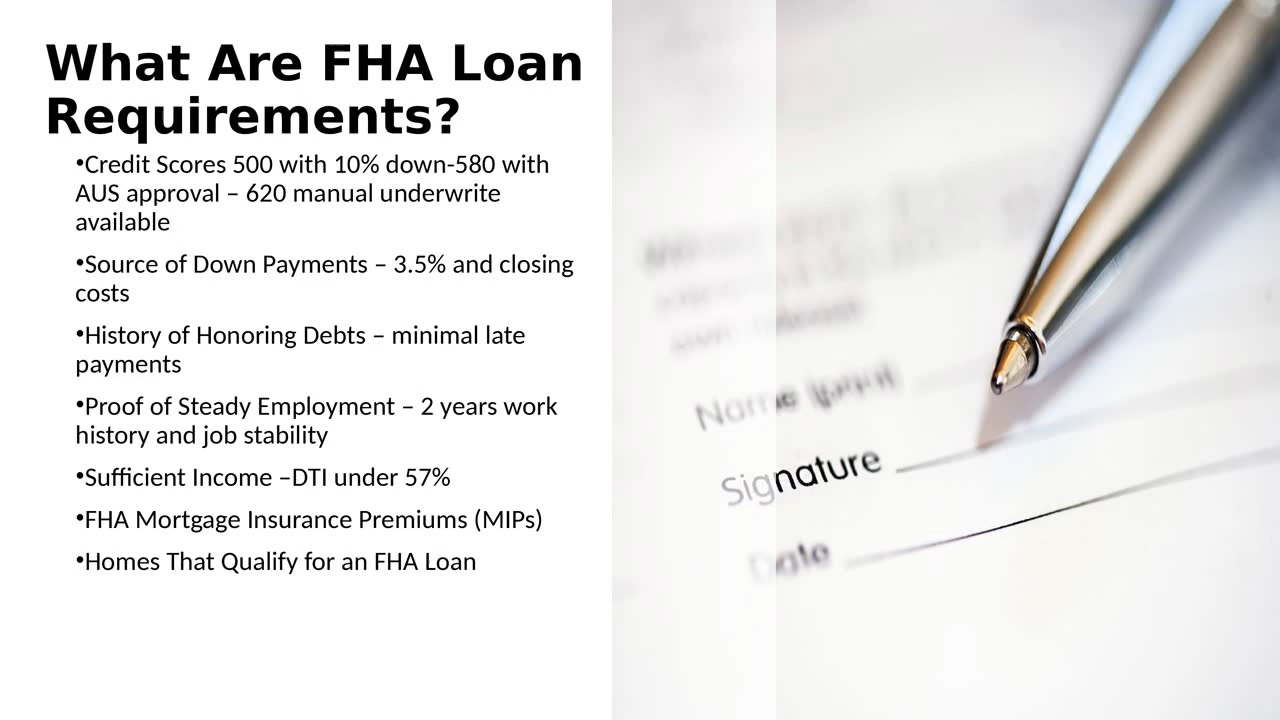 What Are FHA Loan
Requirements?
•Credit Scores 500 with 10% down-580 with
AUS approval – 620 manual underwrite
available
•Source of Down Payments – 3.5% and closing
costs
•History of Honoring Debts – minimal late
payments
•Proof of Steady Employment – 2 years work
history and job stability
•Sufficient Income –DTI under 57%
•FHA Mortgage Insurance Premiums (MIPs)
•Homes That Qualify for an FHA Loan
Name (print)
Signature
Date